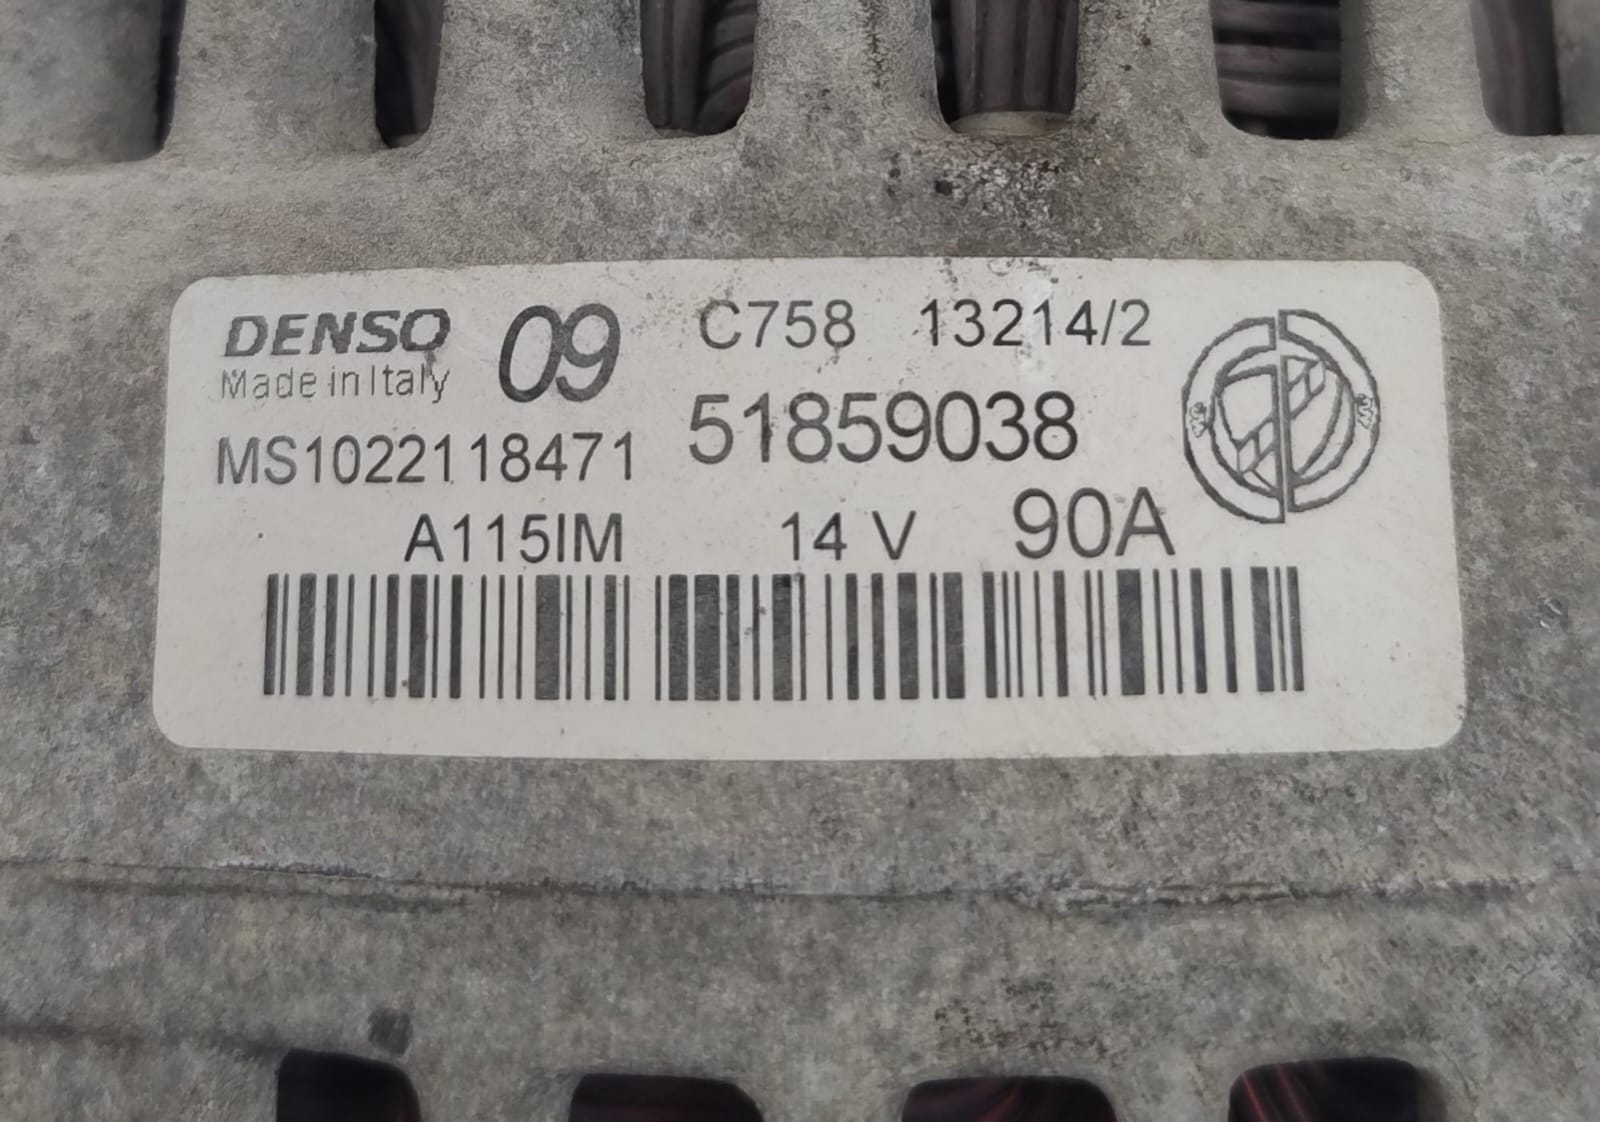 DENSO 09 C758 13214/2
Made in Italy
MS1022118471 51859038
A115IM 14 V 90A